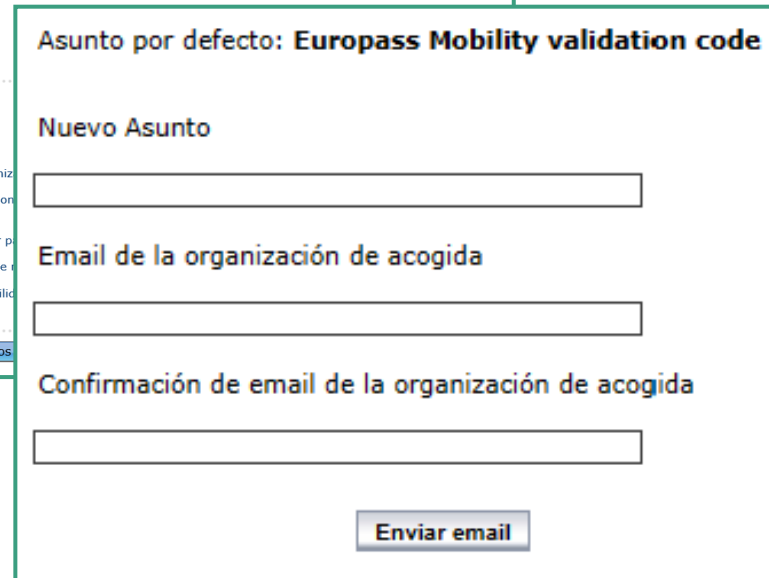 Asunto por defecto: Europass Mobility validation code
Nuevo Asunto
Email de la organización de acogida
Confirmación de email de la organización de acogida
Enviar email